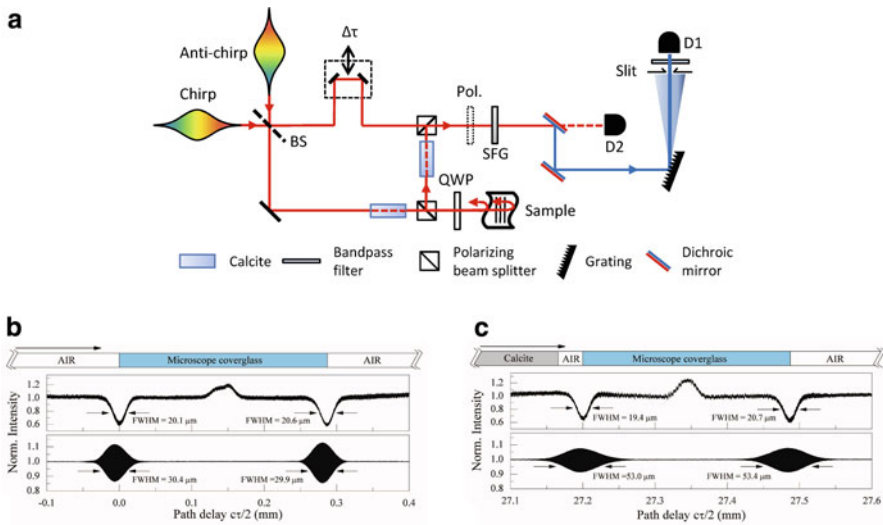 a
Anti-chirp
Chirp
BS
Δτ
Pol.
SFG
D1
Slit
D2
QWP
Sample
Calcite
Bandpass filter
Polarizing beam splitter
Grating
Dichroic mirror
b
AIR Microscope coverglass AIR
Norm. Intensity
1.2
1.0
0.8
0.6
FWHM = 20.1 μm
FWHM = 20.6 μm
1.1
1.0
0.9
0.8
FWHM = 30.4 μm
FWHM =29.9 μm
-0.1 0.0 0.1 0.2 0.3 0.4
Path delay cτ/2 (mm)
c
Calcite AIR Microscope coverglass AIR
Norm. Intensity
1.2
1.0
0.8
0.6
FWHM = 19.4 μm
FWHM = 20.7 μm
1.1
1.0
0.9
0.8
FWHM =53.0 μm
FWHM = 53.4 μm
27.1 27.2 27.3 27.4 27.5 27.6
Path delay cτ/2 (mm)